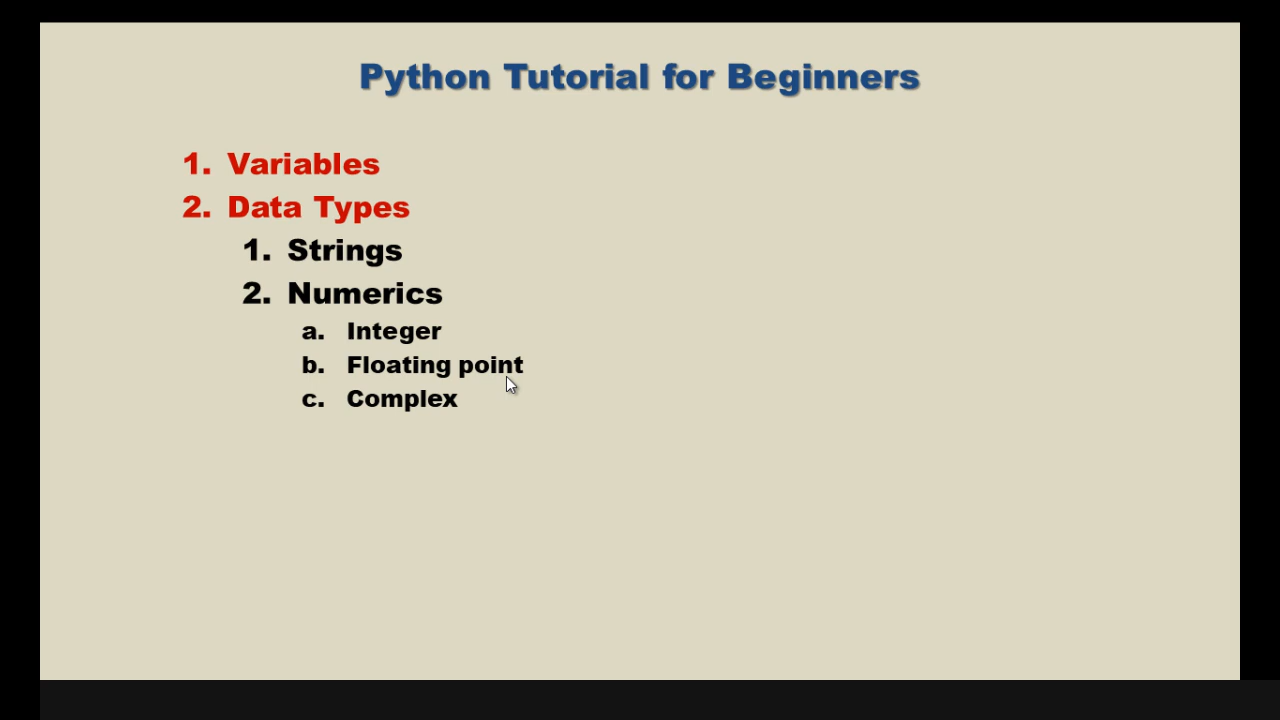 Python Tutorial for Beginners
1. Variables
2. Data Types
1. Strings
2. Numerics
a. Integer
b. Floating point
c. Complex